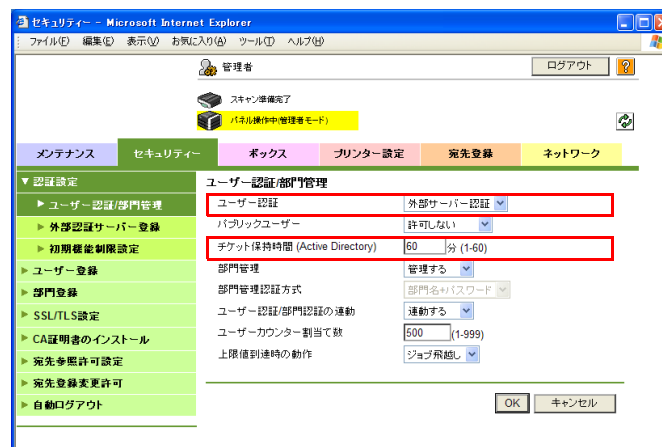 セキュリティー - Microsoft Internet Explorer
ファイル(F) 編集(E) 表示(V) お気に入り(A) ツール(T) ヘルプ(H)
管理者 ログアウト ?
スキャン準備完了
パネル操作中(管理者モード)
メンテナンス セキュリティー ボックス プリンター設定 宛先登録 ネットワーク
▼認証設定
▶ユーザー認証/部門管理
▶外部認証サーバー登録
▶初期機能制限設定
▶ユーザー登録
▶部門登録
▶SSL/TLS設定
▶CA証明書のインストール
▶宛先参照許可設定
▶宛先登録変更許可
▶自動ログアウト
ユーザー認証/部門管理
ユーザー認証 外部サーバー認証
パブリックユーザー 許可しない
チケット保持時間 (Active Directory) 60 分 (1-60)
部門管理 管理する
部門管理認証方式 部門名+パスワード
ユーザー認証/部門認証の連動 連動する
ユーザーカウンター割当て数 500 (1-999)
上限値到達時の動作 ジョブ飛越し
OK キャンセル